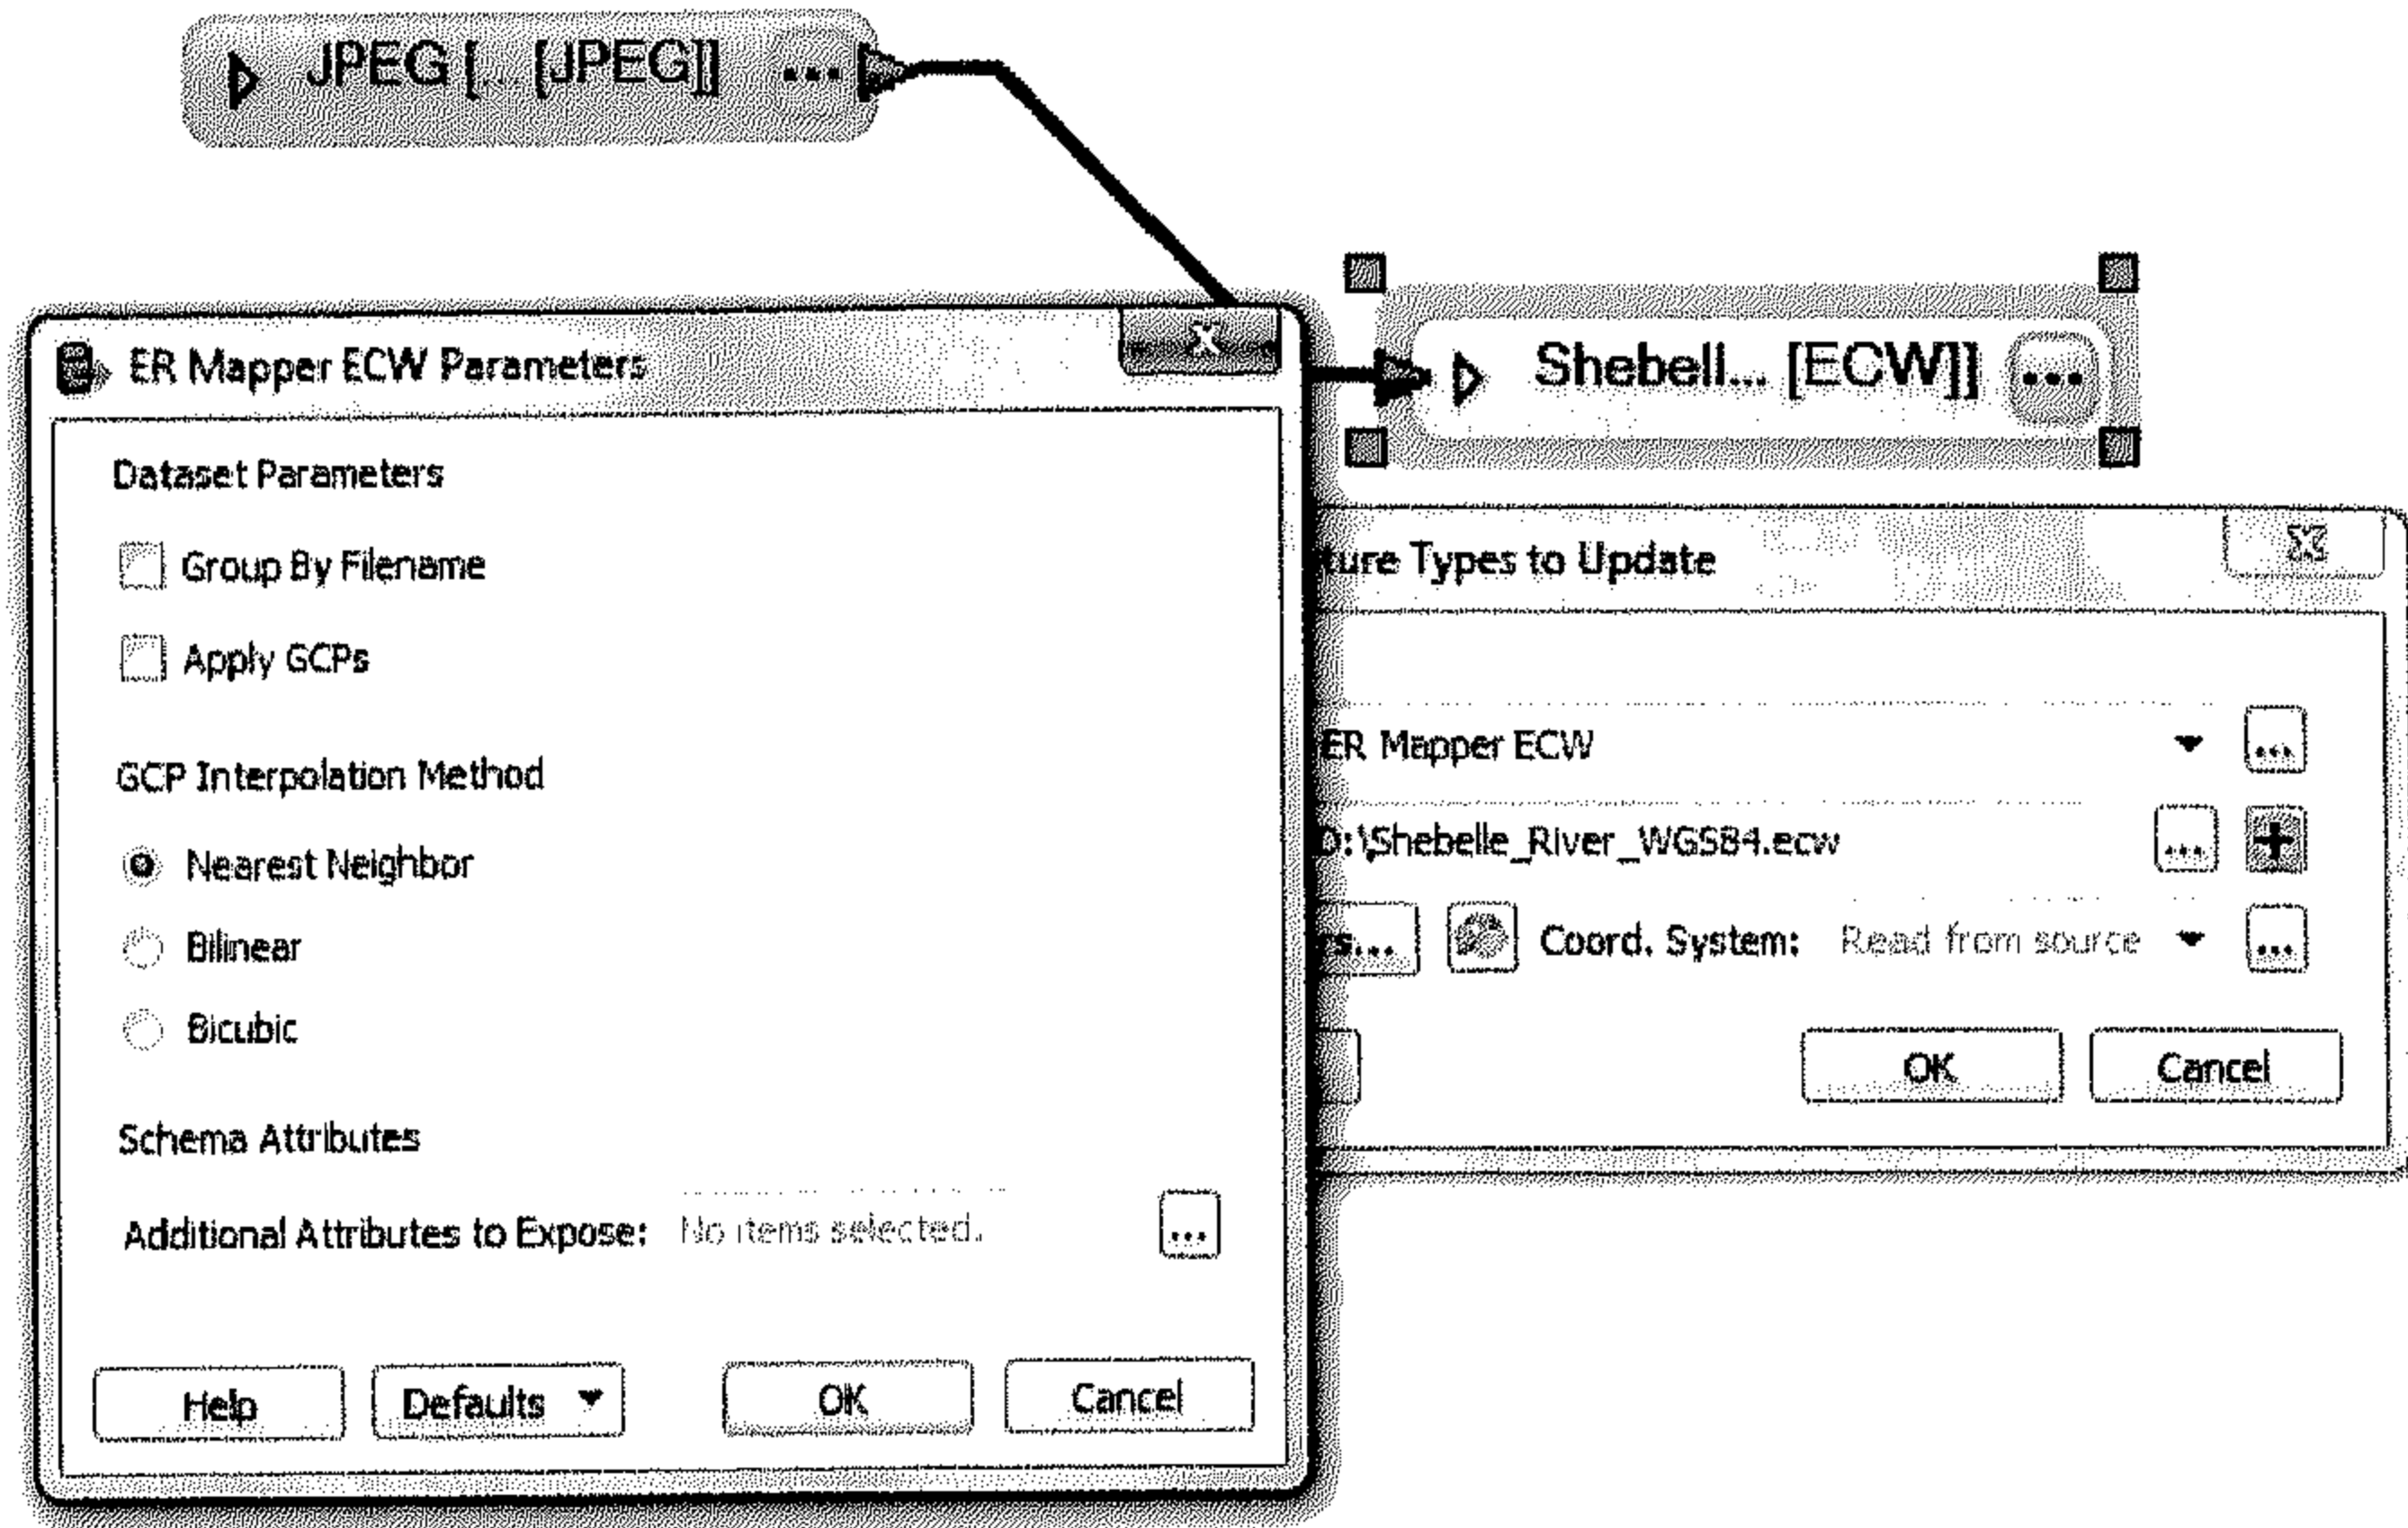 JPEG [... [JPEG]] ...
ER Mapper ECW Parameters
X
Shebell... [ECW]] ...
Dataset Parameters
Group By Filename
Apply GCPs
GCP Interpolation Method
Nearest Neighbor
Bilinear
Bicubic
Schema Attributes
Additional Attributes to Expose: No items selected. ...
Help Defaults OK Cancel
ture Types to Update
X
ER Mapper ECW ...
D:\Shebelle_River_WGS84.ecw ... +
rs... Coord. System: Read from source ...
OK Cancel